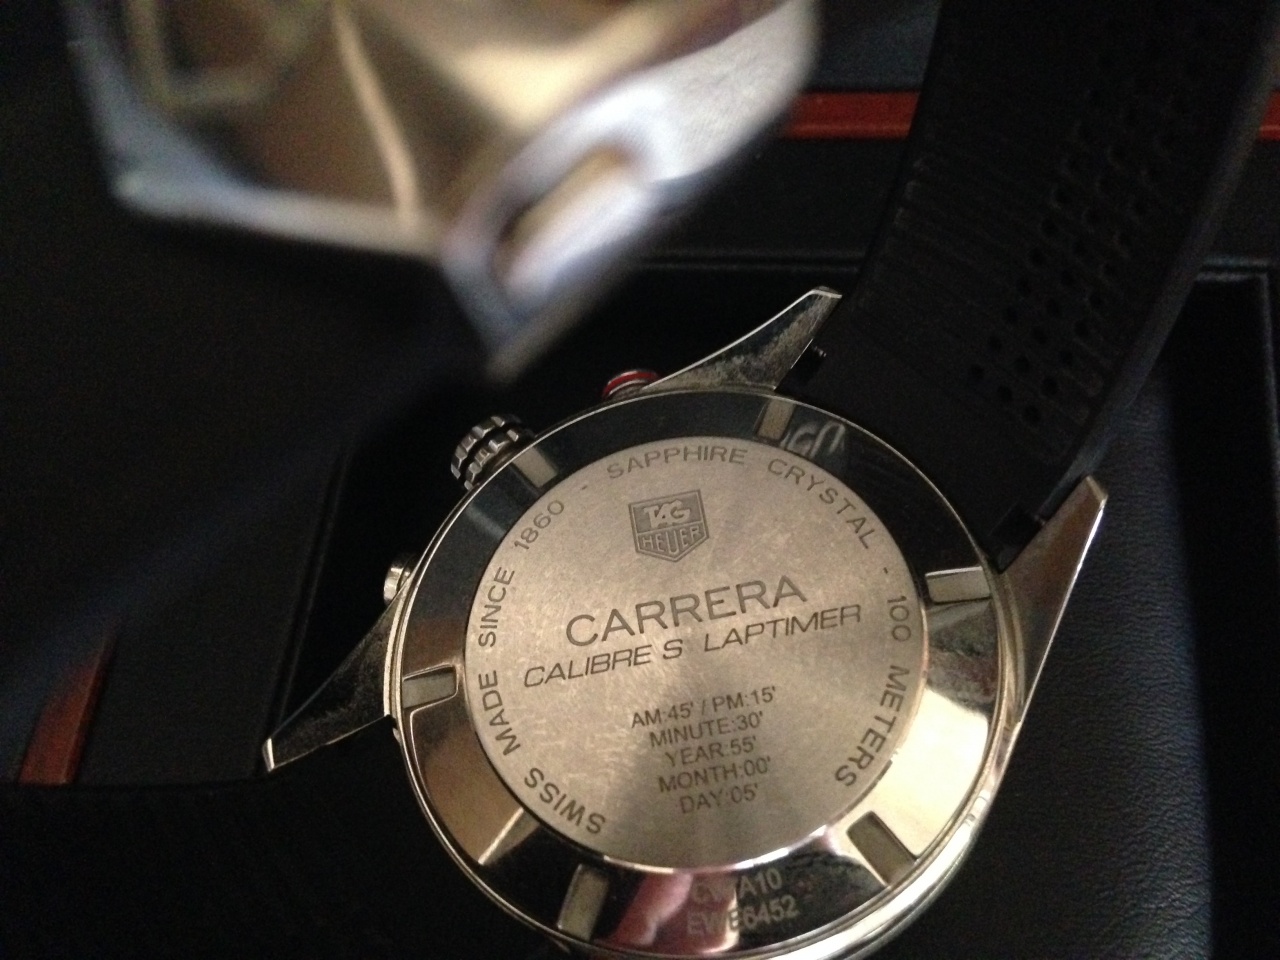 SWISS MADE SINCE 1860 - SAPPHIRE CRYSTAL - 100 METERS
TAG
HEUER
CARRERA
CALIBRE S LAPTIMER
AM:45' / PM:15'
MINUTE:30'
YEAR:55'
MONTH:00'
DAY:05'
EWE6452